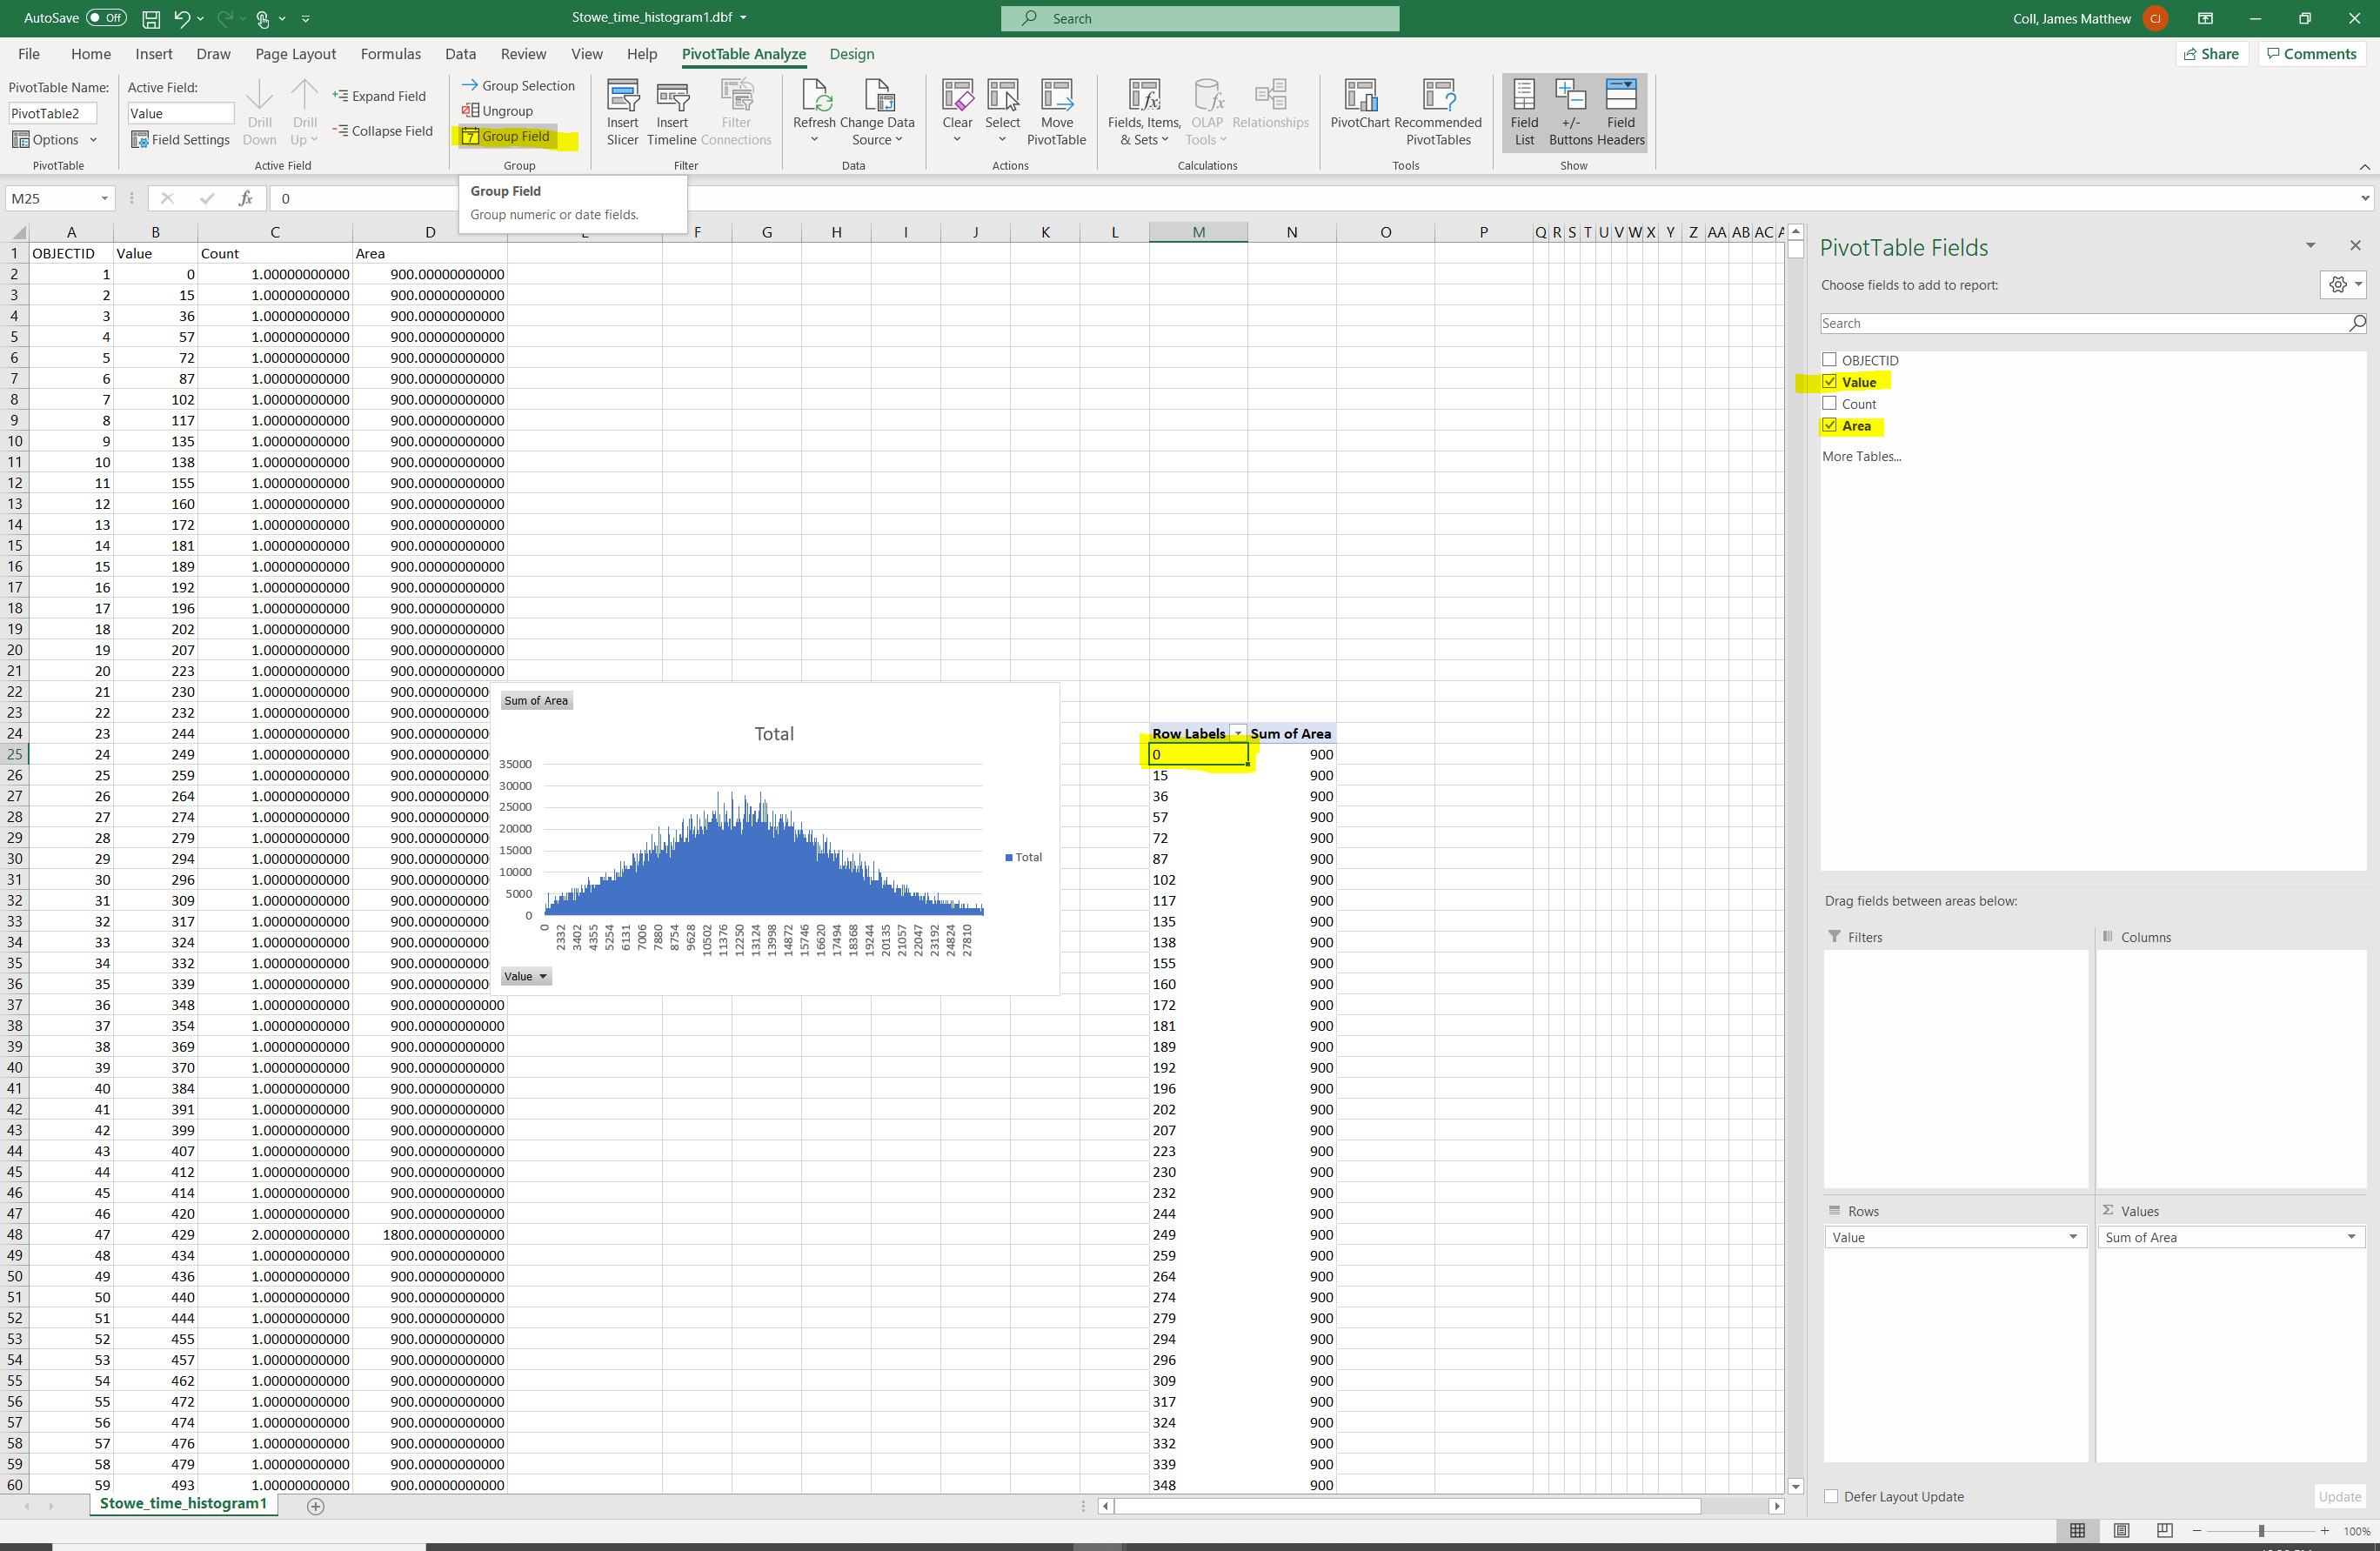 AutoSave Off Stowe_time_histogram1.dbf Search Coll, James Matthew CJ
File Home Insert Draw Page Layout Formulas Data Review View Help PivotTable Analyze Design Share Comments
PivotTable Name: Active Field: Group Selection
PivotTable2 Value Expand Field Ungroup
Options Field Settings Drill Down Drill Up Collapse Field Group Field Insert Slicer Insert Timeline Filter Connections Refresh Change Data Source Clear Select Move PivotTable Fields, Items, & Sets OLAP Tools Relationships PivotChart Recommended PivotTables Field List +/- Buttons Field Headers
PivotTable Active Field Group Filter Data Actions Calculations Tools Show
M25 fx 0
Group Field
Group numeric or date fields.
A B C D E F G H I J K L M N O P Q R S T U V W X Y Z AA AB AC A
1 OBJECTID Value Count Area
2 1 0 1.00000000000 900.00000000000
3 2 15 1.00000000000 900.00000000000
4 3 36 1.00000000000 900.00000000000
5 4 57 1.00000000000 900.00000000000
6 5 72 1.00000000000 900.00000000000
7 6 87 1.00000000000 900.00000000000
8 7 102 1.00000000000 900.00000000000
9 8 117 1.00000000000 900.00000000000
10 9 135 1.00000000000 900.00000000000
11 10 138 1.00000000000 900.00000000000
12 11 155 1.00000000000 900.00000000000
13 12 160 1.00000000000 900.00000000000
14 13 172 1.00000000000 900.00000000000
15 14 181 1.00000000000 900.00000000000
16 15 189 1.00000000000 900.00000000000
17 16 192 1.00000000000 900.00000000000
18 17 196 1.00000000000 900.00000000000
19 18 202 1.00000000000 900.00000000000
20 19 207 1.00000000000 900.00000000000
21 20 223 1.00000000000 900.00000000000
22 21 230 1.00000000000 900.0000000000
23 22 232 1.00000000000 900.0000000000
24 23 244 1.00000000000 900.0000000000 Row Labels Sum of Area
25 24 249 1.00000000000 900.0000000000 0 900
26 25 259 1.00000000000 900.0000000000 15 900
27 26 264 1.00000000000 900.0000000000 36 900
28 27 274 1.00000000000 900.0000000000 57 900
29 28 279 1.00000000000 900.0000000000 72 900
30 29 294 1.00000000000 900.0000000000 87 900
31 30 296 1.00000000000 900.0000000000 102 900
32 31 309 1.00000000000 900.0000000000 117 900
33 32 317 1.00000000000 900.0000000000 135 900
34 33 324 1.00000000000 900.0000000000 138 900
35 34 332 1.00000000000 900.0000000000 155 900
36 35 339 1.00000000000 900.0000000000 160 900
37 36 348 1.00000000000 900.00000000000 172 900
38 37 354 1.00000000000 900.00000000000 181 900
39 38 369 1.00000000000 900.00000000000 189 900
40 39 370 1.00000000000 900.00000000000 192 900
41 40 384 1.00000000000 900.00000000000 196 900
42 41 391 1.00000000000 900.00000000000 202 900
43 42 399 1.00000000000 900.00000000000 207 900
44 43 407 1.00000000000 900.00000000000 223 900
45 44 412 1.00000000000 900.00000000000 230 900
46 45 414 1.00000000000 900.00000000000 232 900
47 46 420 1.00000000000 900.00000000000 244 900
48 47 429 2.00000000000 1800.00000000000 249 900
49 48 434 1.00000000000 900.00000000000 259 900
50 49 436 1.00000000000 900.00000000000 264 900
51 50 440 1.00000000000 900.00000000000 274 900
52 51 444 1.00000000000 900.00000000000 279 900
53 52 455 1.00000000000 900.00000000000 294 900
54 53 457 1.00000000000 900.00000000000 296 900
55 54 462 1.00000000000 900.00000000000 309 900
56 55 472 1.00000000000 900.00000000000 317 900
57 56 474 1.00000000000 900.00000000000 324 900
58 57 476 1.00000000000 900.00000000000 332 900
59 58 479 1.00000000000 900.00000000000 339 900
60 59 493 1.00000000000 900.00000000000 348 900
Sum of Area
Total
35000
30000
25000
20000
15000
10000
5000
0
Total
0 2332 3402 4355 5254 6131 7006 7880 8754 9628 10502 11376 12250 13124 13998 14872 15746 16620 17494 18368 19244 20135 21057 22047 23192 24824 27810
Value
PivotTable Fields
Choose fields to add to report:
Search
OBJECTID
Value
Count
Area
More Tables...
Drag fields between areas below:
Filters Columns
Rows Values
Value Sum of Area
Defer Layout Update Update
Stowe_time_histogram1
100%